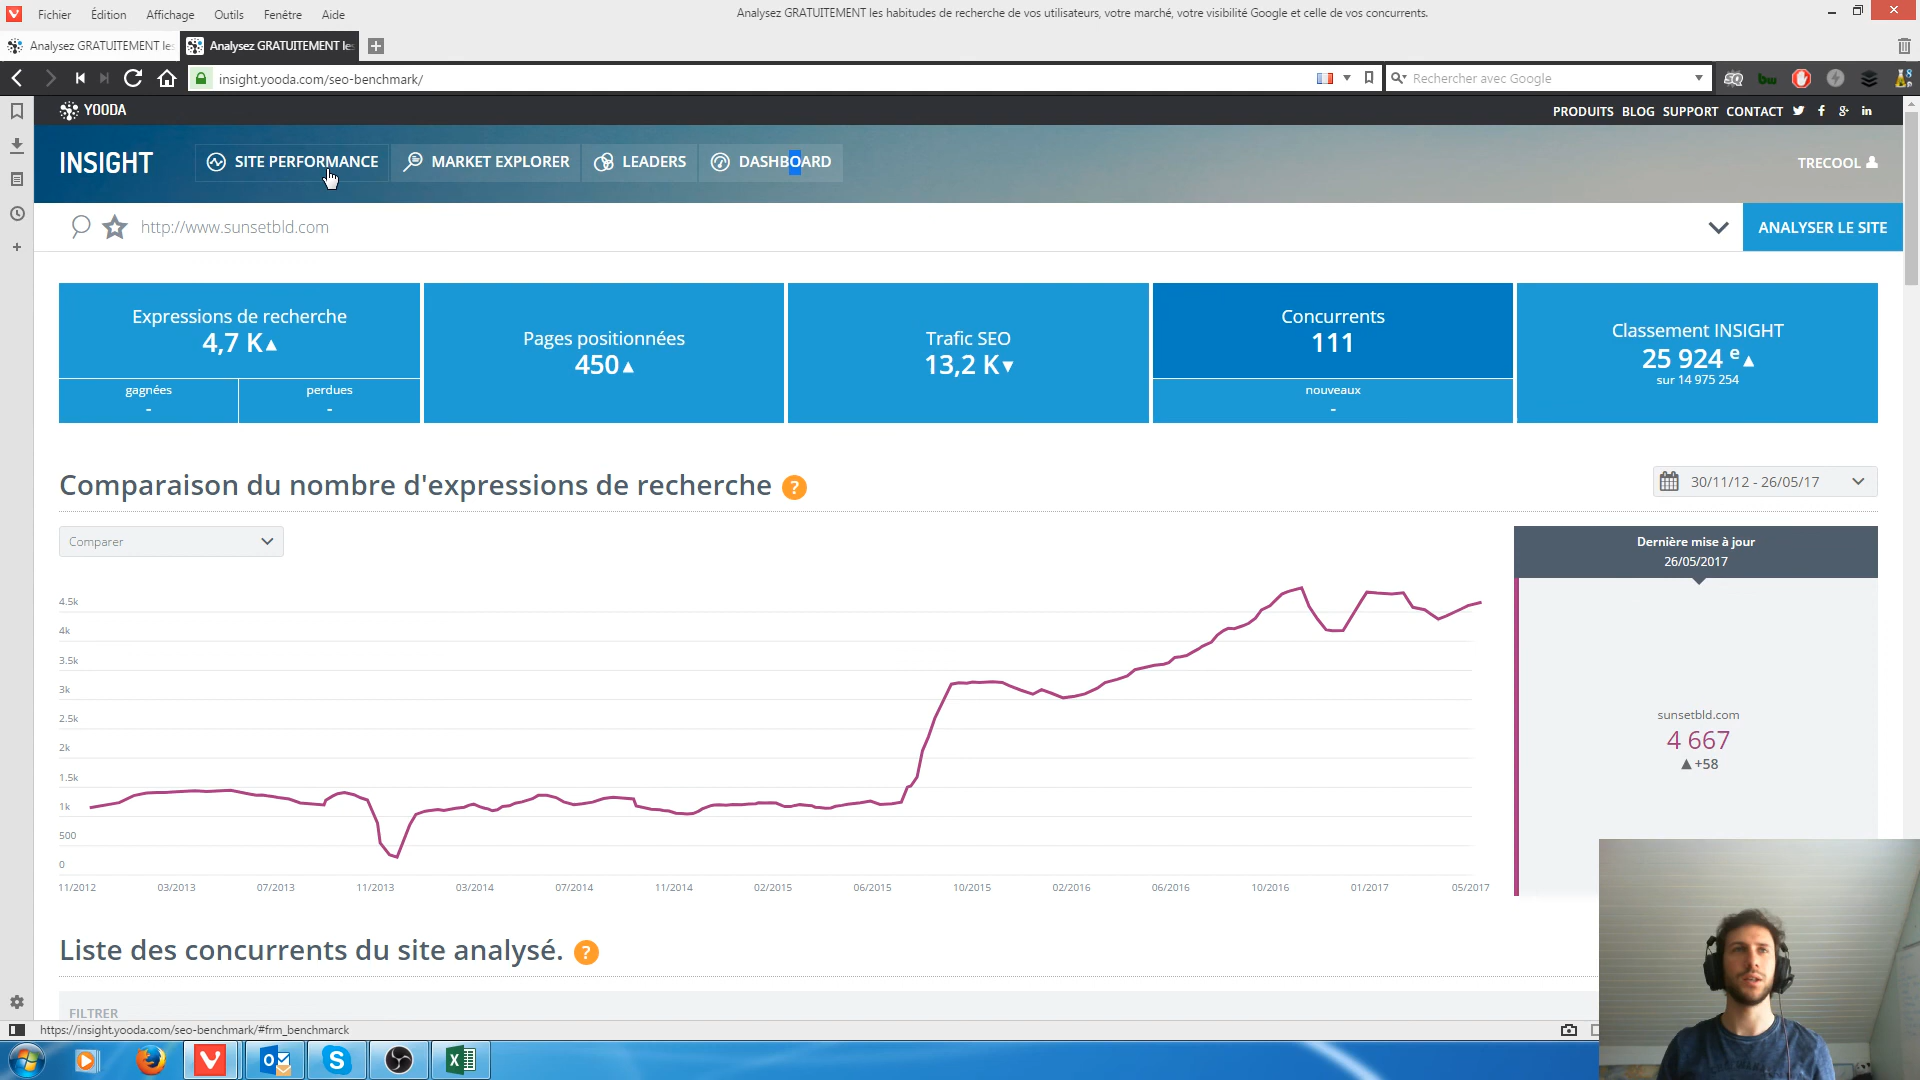 Fichier Édition Affichage Outils Fenêtre Aide
Analysez GRATUITEMENT les habitudes de recherche de vos utilisateurs, votre marché, votre visibilité Google et celle de vos concurrents.
Analysez GRATUITEMENT les
Analysez GRATUITEMENT les
insight.yooda.com/seo-benchmark/
Rechercher avec Google
YOODA
PRODUITS BLOG SUPPORT CONTACT
INSIGHT
SITE PERFORMANCE
MARKET EXPLORER
LEADERS
DASHBOARD
TRECOOL
http://www.sunsetbld.com
ANALYSER LE SITE
Expressions de recherche
4,7 K▲
gagnées
-
perdues
-
Pages positionnées
450▲
Trafic SEO
13,2 K▼
Concurrents
111
nouveaux
-
Classement INSIGHT
25 924 e ▲
sur 14 975 254
Comparaison du nombre d'expressions de recherche ?
30/11/12 - 26/05/17
Comparer
Dernière mise à jour
26/05/2017
sunsetbld.com
4 667
▲+58
4.5k
4k
3.5k
3k
2.5k
2k
1.5k
1k
500
0
11/2012 03/2013 07/2013 11/2013 03/2014 07/2014 11/2014 02/2015 06/2015 10/2015 02/2016 06/2016 10/2016 01/2017 05/2017
Liste des concurrents du site analysé. ?
FILTRER
https://insight.yooda.com/seo-benchmark/#frm_benchmarck